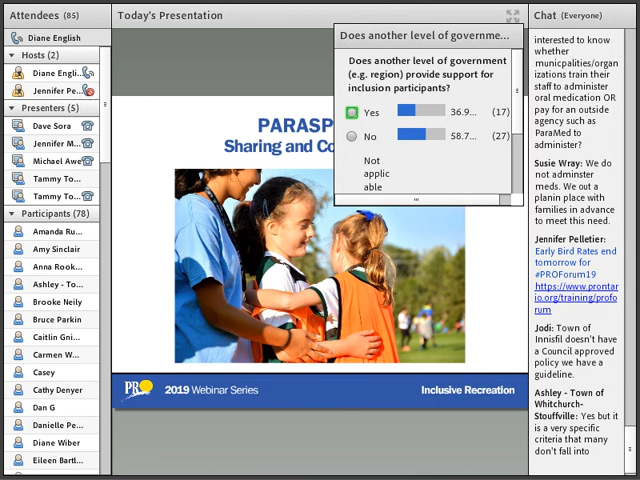 Attendees (85)
Diane English
Hosts (2)
Diane Engli...
Jennifer Pe...
Presenters (5)
Dave Sora
Jennifer M...
Michael Awe
Tammy To...
Tammy To...
Participants (78)
Amanda Ru...
Amy Sinclair
Anna Rook...
Ashley - To...
Brooke Neily
Bruce Parkin
Caitlin Gni...
Carmen W...
Casey
Cathy Denyer
Dan G
Danielle Pe...
Diane Wiber
Eileen Bartl...
Today's Presentation
PARASP
Sharing and Co
PRO
2019 Webinar Series
Inclusive Recreation
Does another level of governme...
Does another level of government
(e.g. region) provide support for
inclusion participants?
Yes 36.9... (17)
No 58.7... (27)
Not
applic
able
Chat (Everyone)
interested to know
whether
municpalities/organ
izations train their
staff to administer
oral medication OR
pay for an outside
agency such as
ParaMed to
administer?
Susie Wray: We do
not adminster
meds. We out a
planin place with
families in advance
to meet this need.
Jennifer Pelletier:
Early Bird Rates end
tomorrow for
#PROForum19
https://www.prontar
io.org/training/profo
rum
Jodi: Town of
Innisfil doesn't have
a Council approved
policy we have a
guideline.
Ashley - Town of
Whitchurch-
Stouffville: Yes but it
is a very specific
criteria that many
don't fall into